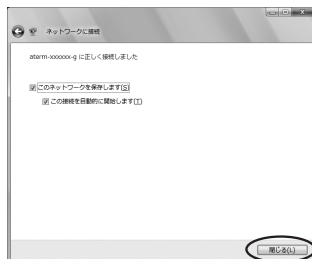 ネットワークに接続
aterm-xxxxxx-g に正しく接続しました
このネットワークを保存します(S)
この接続を自動的に開始します(T)
閉じる(L)